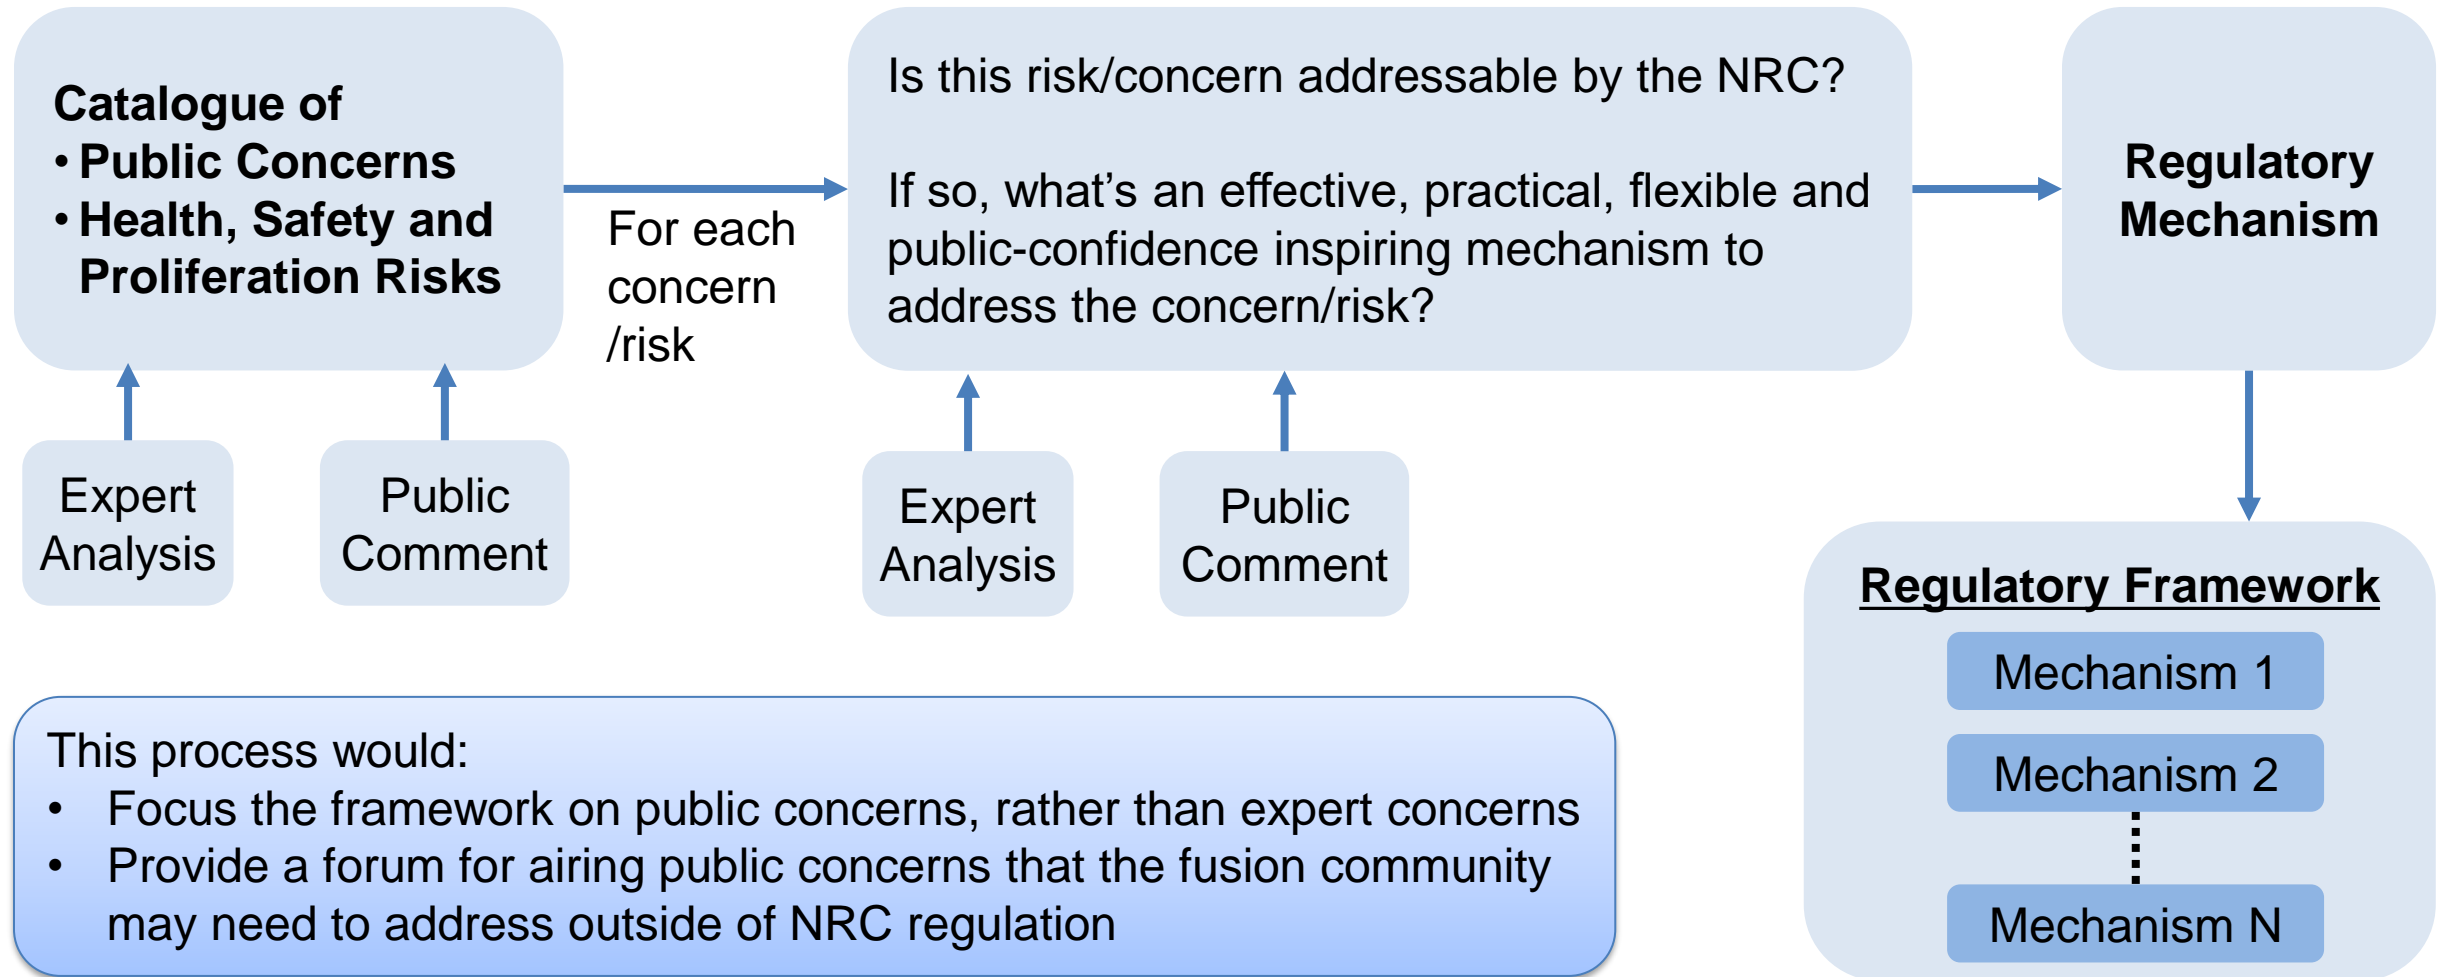 Catalogue of
• Public Concerns
• Health, Safety and
Proliferation Risks
For each
concern
/risk
Is this risk/concern addressable by the NRC?
If so, what’s an effective, practical, flexible and
public-confidence inspiring mechanism to
address the concern/risk?
Regulatory
Mechanism
Expert
Analysis
Public
Comment
Expert
Analysis
Public
Comment
Regulatory Framework
Mechanism 1
Mechanism 2
Mechanism N
This process would:
• Focus the framework on public concerns, rather than expert concerns
• Provide a forum for airing public concerns that the fusion community
may need to address outside of NRC regulation